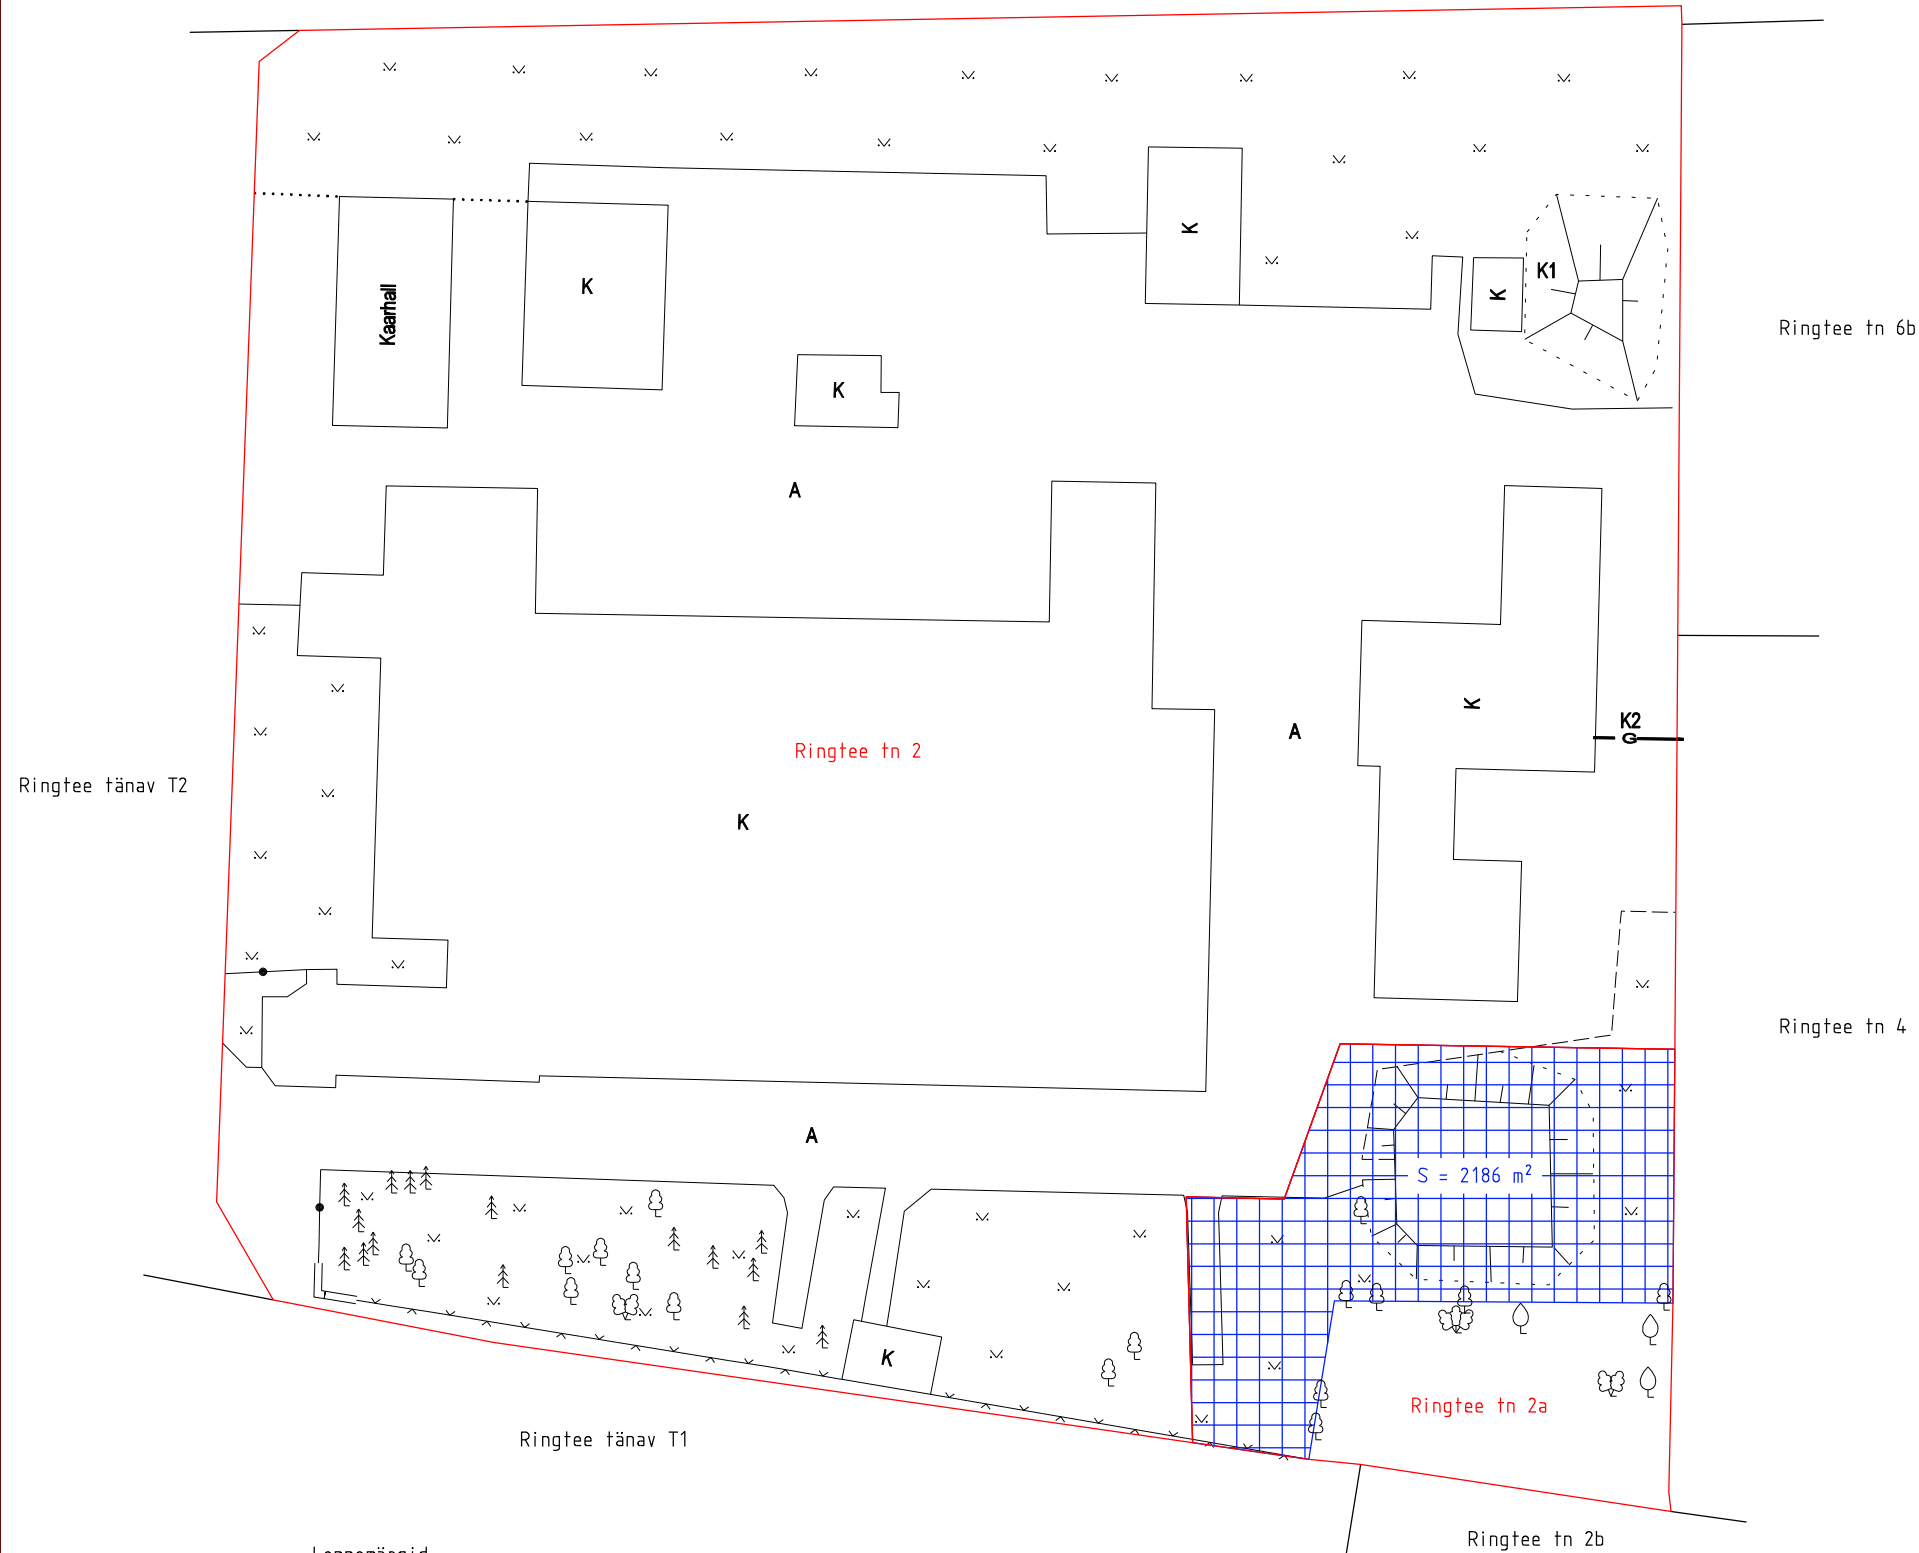 K
K1
K
Kaarhall
K
K
Ringtee tn 6b
A
K
K2
G
A
Ringtee tn 2
Ringtee tänav T2
K
Ringtee tn 4
A
S = 2186 m²
K
Ringtee tn 2a
Ringtee tänav T1
Ringtee tn 2b